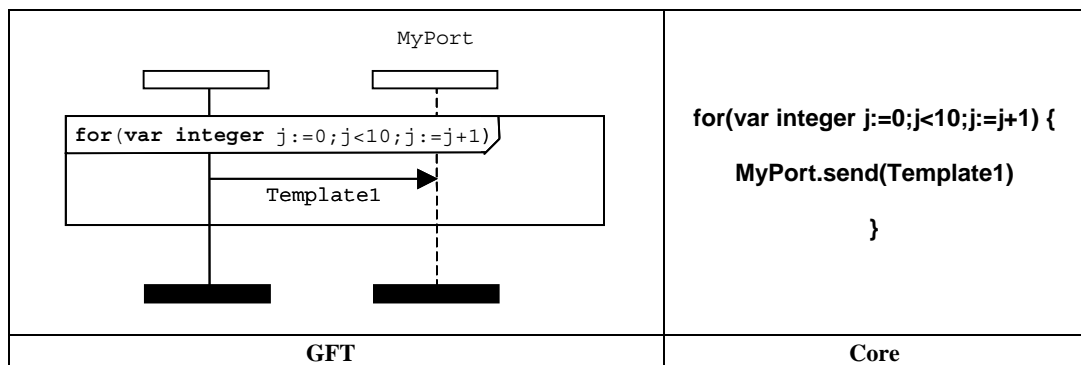 MyPort
for(var integer j:=0;j<10;j:=j+1)
Template1
for(var integer j:=0;j<10;j:=j+1) {
MyPort.send(Template1)
}
GFT
Core